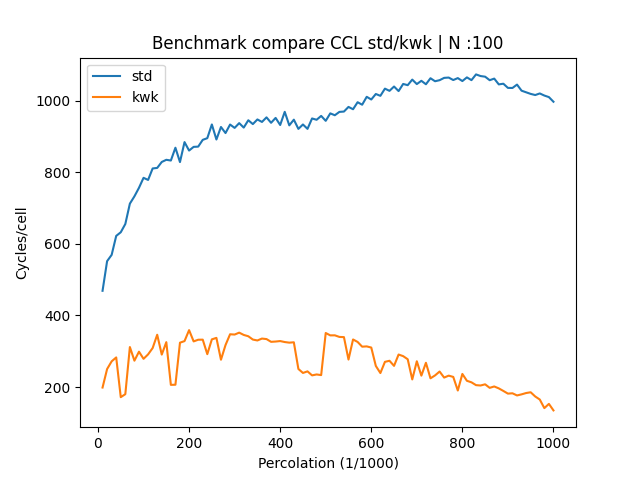 Benchmark compare CCL std/kwk | N :100
std
kwk
Cycles/cell
1000
800
600
400
200
0 200 400 600 800 1000
Percolation (1/1000)